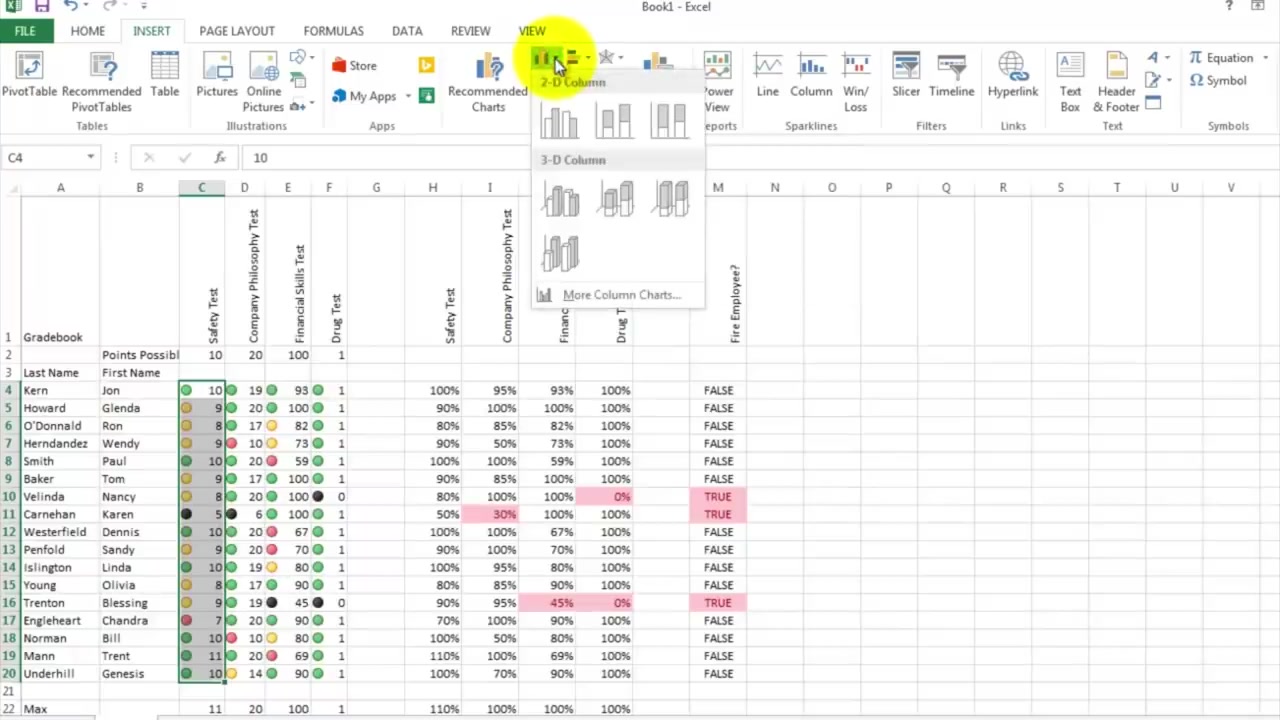 Book1 - Excel
?
FILE HOME INSERT PAGE LAYOUT FORMULAS DATA REVIEW VIEW
PivotTable Recommended PivotTables Table
Tables
Pictures Online Pictures
Illustrations
Store
My Apps
Apps
Recommended Charts
2-D Column
3-D Column
More Column Charts...
Power View
Line Column Win/Loss
Sparklines
Slicer Timeline
Filters
Hyperlink
Links
Text Box Header & Footer
Text
Equation
Symbol
Symbols
C4 fx 10
A B C D E F G H I M N O P Q R S T U V
1 Gradebook Safety Test Company Philosophy Test Financial Skills Test Drug Test Safety Test Company Philosophy Test Fire Employee?
2 Points Possibl 10 20 100 1
3 Last Name First Name
4 Kern Jon 10 19 93 1 100% 95% 93% 100% FALSE
5 Howard Glenda 9 20 100 1 90% 100% 100% 100% FALSE
6 O'Donnald Ron 8 17 82 1 80% 85% 82% 100% FALSE
7 Herndandez Wendy 9 10 73 1 90% 50% 73% 100% FALSE
8 Smith Paul 10 20 59 1 100% 100% 59% 100% FALSE
9 Baker Tom 9 17 100 1 90% 85% 100% 100% FALSE
10 Velinda Nancy 8 20 100 0 80% 100% 100% 0% TRUE
11 Carnehan Karen 5 6 100 1 50% 30% 100% 100% TRUE
12 Westerfield Dennis 10 20 67 1 100% 100% 67% 100% FALSE
13 Penfold Sandy 9 20 70 1 90% 100% 70% 100% FALSE
14 Islington Linda 10 19 80 1 100% 95% 80% 100% FALSE
15 Young Olivia 8 17 90 1 80% 85% 90% 100% FALSE
16 Trenton Blessing 9 19 45 0 90% 95% 45% 0% TRUE
17 Engleheart Chandra 7 20 90 1 70% 100% 90% 100% FALSE
18 Norman Bill 10 10 80 1 100% 50% 80% 100% FALSE
19 Mann Trent 11 20 69 1 110% 100% 69% 100% FALSE
20 Underhill Genesis 10 14 90 1 100% 70% 90% 100% FALSE
21
22 Max 11 20 100 1 110% 100% 100% 100%